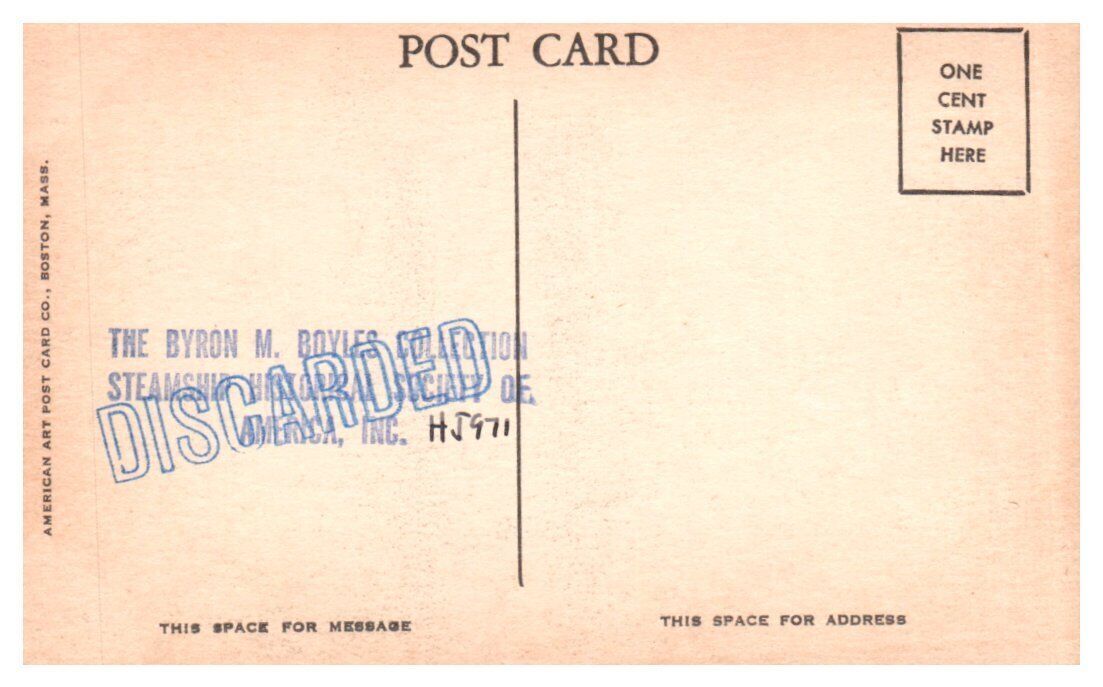 POST CARD
ONE
CENT
STAMP
HERE
AMERICAN ART POST CARD CO., BOSTON, MASS.
THE BYRON M. BOYLES COLLECTION
STEAMSHIP HISTORICAL SOCIETY OF
AMERICA, INC. HJ971
DISCARDED
THIS SPACE FOR MESSAGE
THIS SPACE FOR ADDRESS